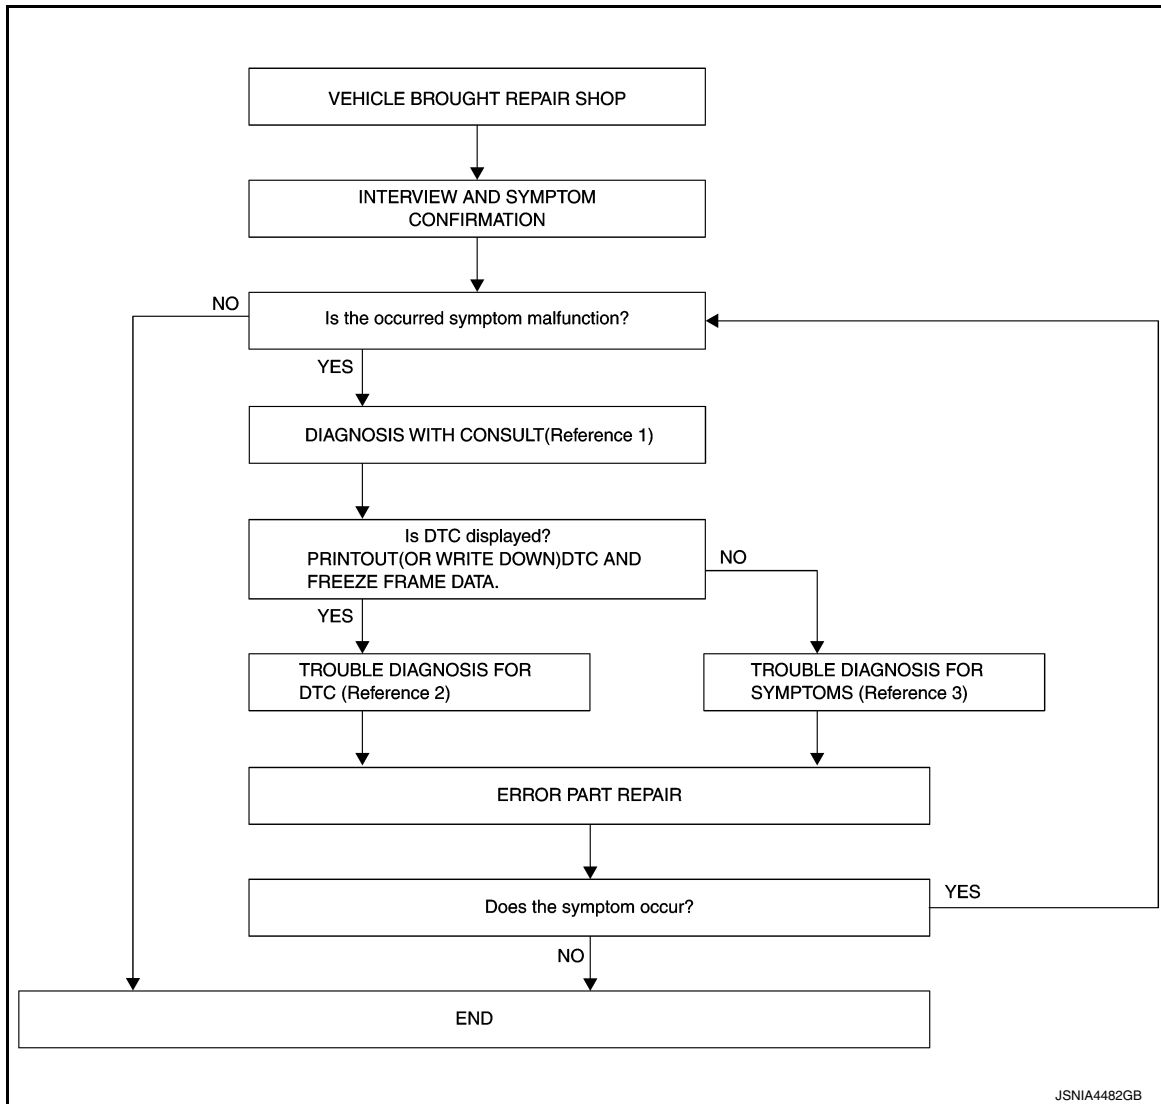 VEHICLE BROUGHT REPAIR SHOP
INTERVIEW AND SYMPTOM
CONFIRMATION
NO
Is the occurred symptom malfunction?
YES
DIAGNOSIS WITH CONSULT(Reference 1)
Is DTC displayed?
PRINTOUT(OR WRITE DOWN)DTC AND
FREEZE FRAME DATA.
NO
YES
TROUBLE DIAGNOSIS FOR
DTC (Reference 2)
TROUBLE DIAGNOSIS FOR
SYMPTOMS (Reference 3)
ERROR PART REPAIR
Does the symptom occur?
YES
NO
END
JSNIA4482GB